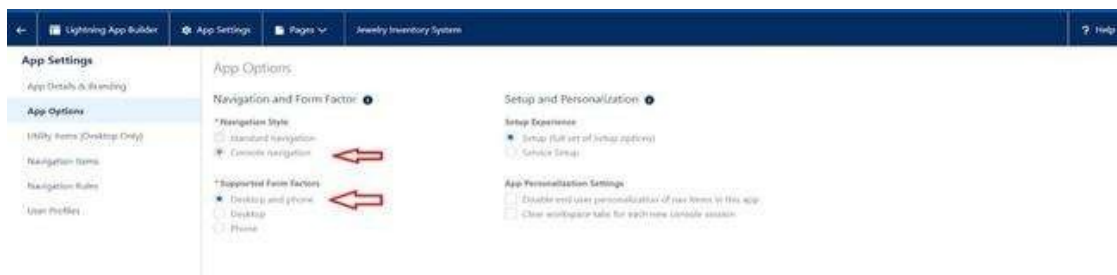 ← Lightning App Builder App Settings Pages Jewelry Inventory System ? Help
App Settings
App Details & Branding
App Options
Utility Items (Desktop Only)
Navigation Items
Navigation Rules
User Profiles
App Options
Navigation and Form Factor
* Navigation Style
Standard navigation
Console navigation
* Supported Form Factors
Desktop and phone
Desktop
Phone
Setup and Personalization
Setup Experience
Setup (full set of Setup options)
Service Setup
App Personalization Settings
Disable end user personalization of nav items in this app
Clear workspace tabs for each new console session